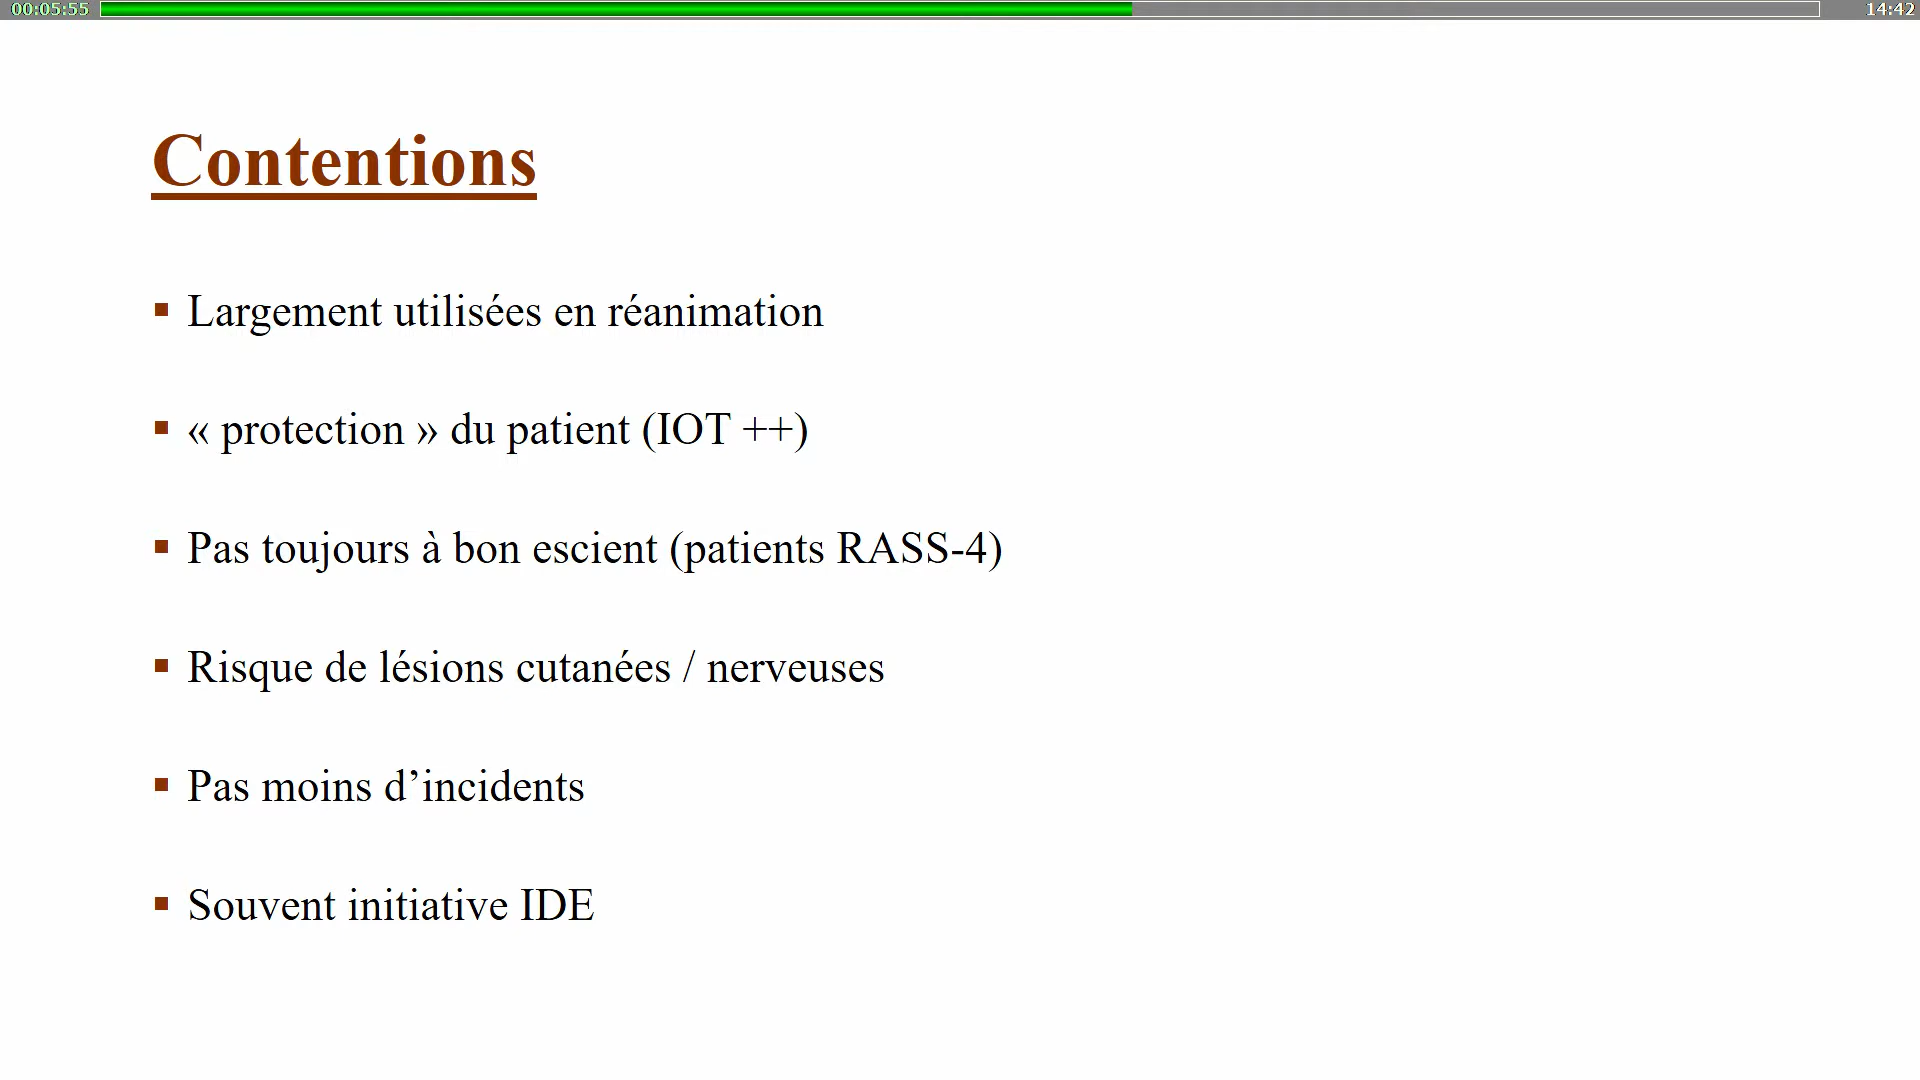 00:05:55 14:42
Contentions
▪ Largement utilisées en réanimation
▪ « protection » du patient (IOT ++)
▪ Pas toujours à bon escient (patients RASS-4)
▪ Risque de lésions cutanées / nerveuses
▪ Pas moins d’incidents
▪ Souvent initiative IDE